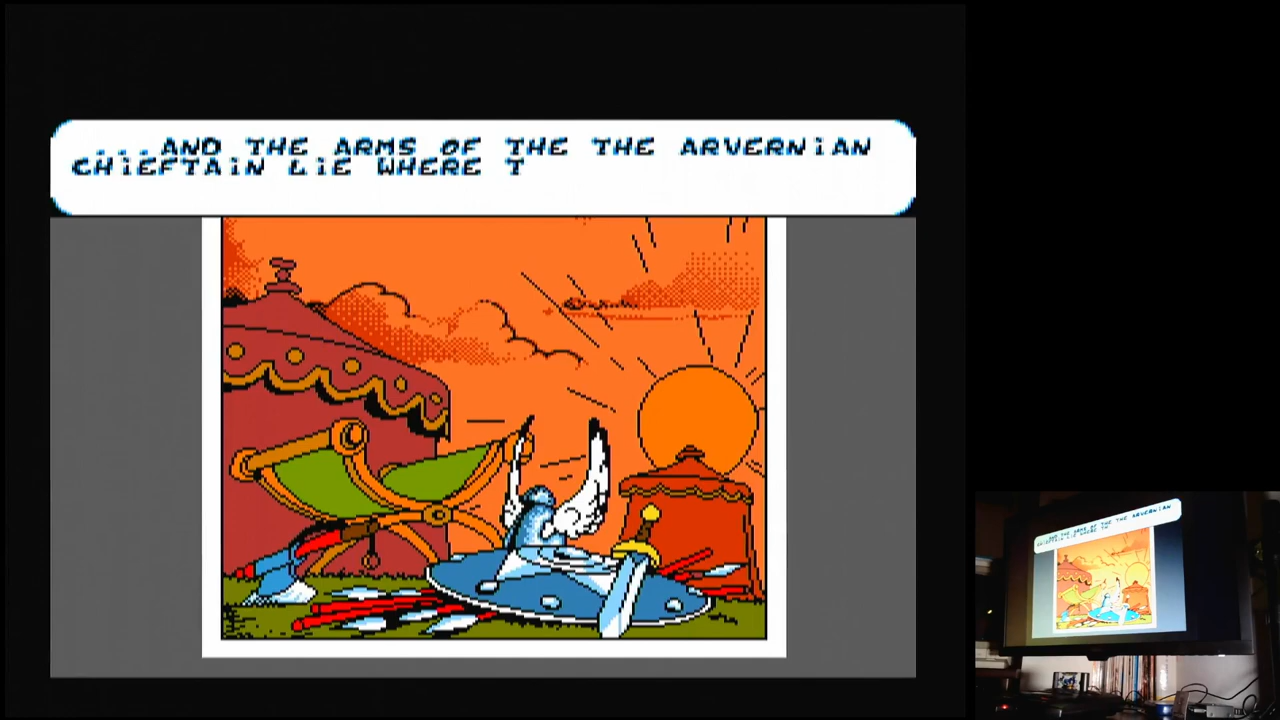 ...AND THE ARMS OF THE THE ARVERNiAN
CHiEFTAiN LiE WHERE T